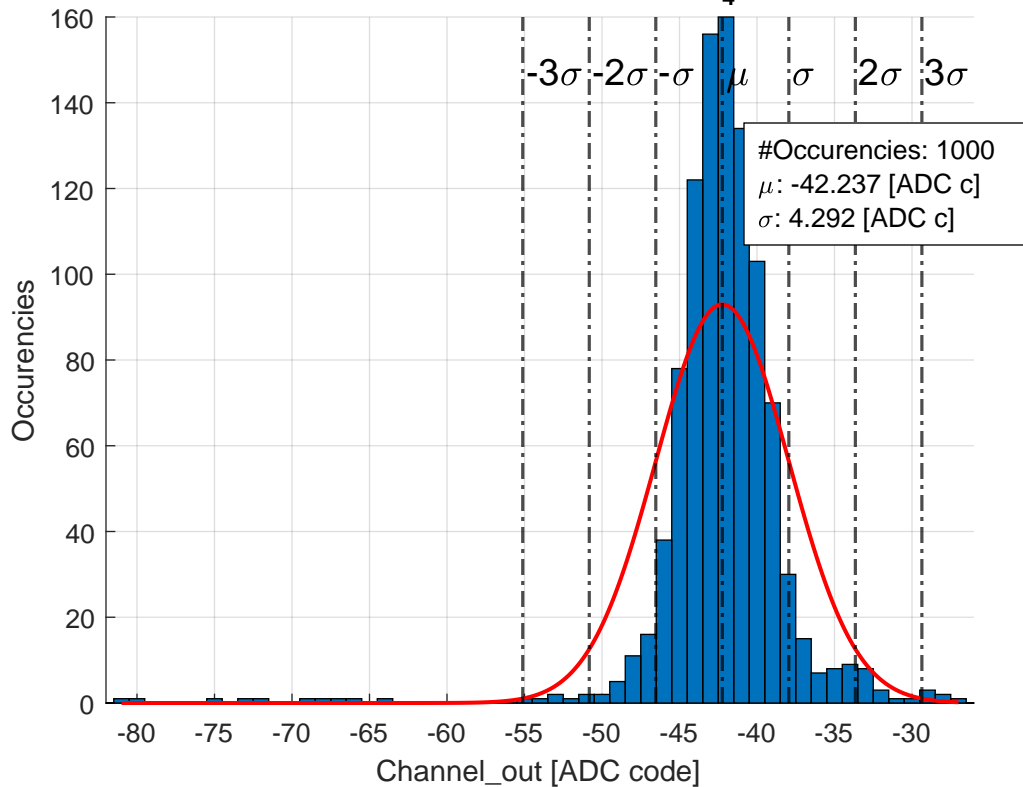 4
160
140
120
100
80
60
40
20
0
Occurencies
-3σ -2σ -σ μ σ 2σ 3σ
#Occurencies: 1000
μ: -42.237 [ADC c]
σ: 4.292 [ADC c]
-80 -75 -70 -65 -60 -55 -50 -45 -40 -35 -30
Channel_out [ADC code]